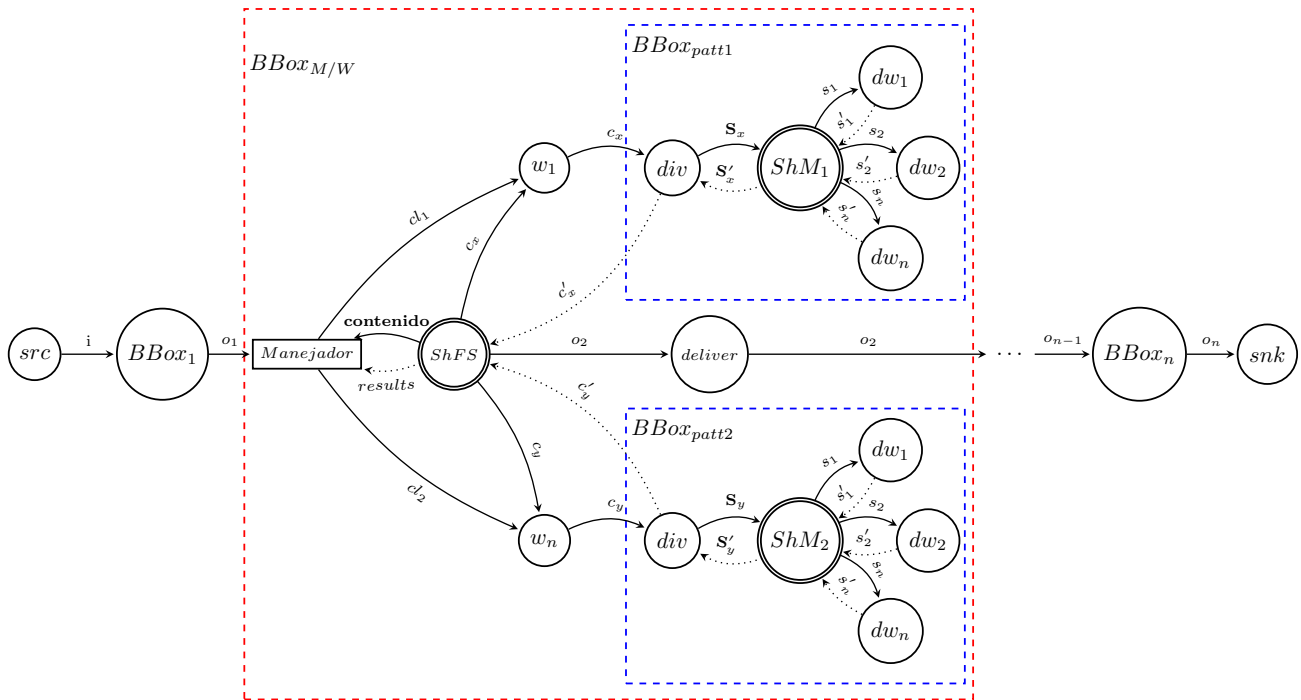 BBox_{M/W}
BBox_{patt1}
src
i
BBox_1
o_1
Manejador
cl_1
cl_2
contenido
results
ShFS
c_x
c_y
w_1
w_n
c_x
div
S_x
S'_x
ShM_1
s_1
s'_1
dw_1
s_2
s'_2
dw_2
s_n
s'_n
dw_n
c'_x
o_2
deliver
o_2
···
o_{n−1}
BBox_n
o_n
snk
c'_y
BBox_{patt2}
c_y
div
S_y
S'_y
ShM_2
s_1
s'_1
dw_1
s_2
s'_2
dw_2
s_n
s'_n
dw_n